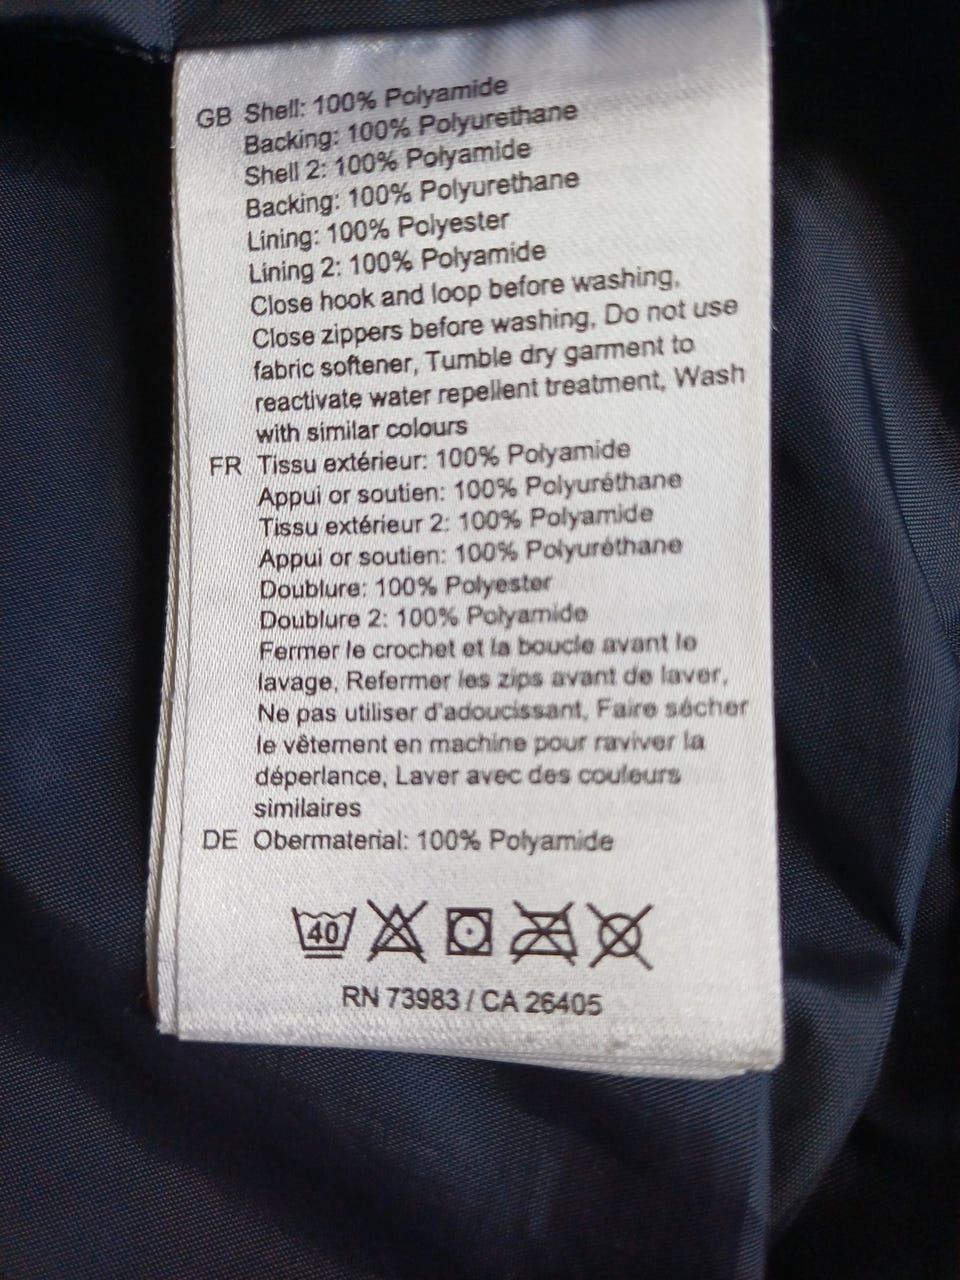 GB Shell: 100% Polyamide
Backing: 100% Polyurethane
Shell 2: 100% Polyamide
Backing: 100% Polyurethane
Lining: 100% Polyester
Lining 2: 100% Polyamide
Close hook and loop before washing,
Close zippers before washing, Do not use
fabric softener, Tumble dry garment to
reactivate water repellent treatment, Wash
with similar colours
FR Tissu extérieur: 100% Polyamide
Appui or soutien: 100% Polyuréthane
Tissu extérieur 2: 100% Polyamide
Appui or soutien: 100% Polyuréthane
Doublure: 100% Polyester
Doublure 2: 100% Polyamide
Fermer le crochet et la boucle avant le
lavage, Refermer les zips avant de laver,
Ne pas utiliser d'adoucissant, Faire sécher
le vêtement en machine pour raviver la
déperlance, Laver avec des couleurs
similaires
DE Obermaterial: 100% Polyamide
40
RN 73983 / CA 26405